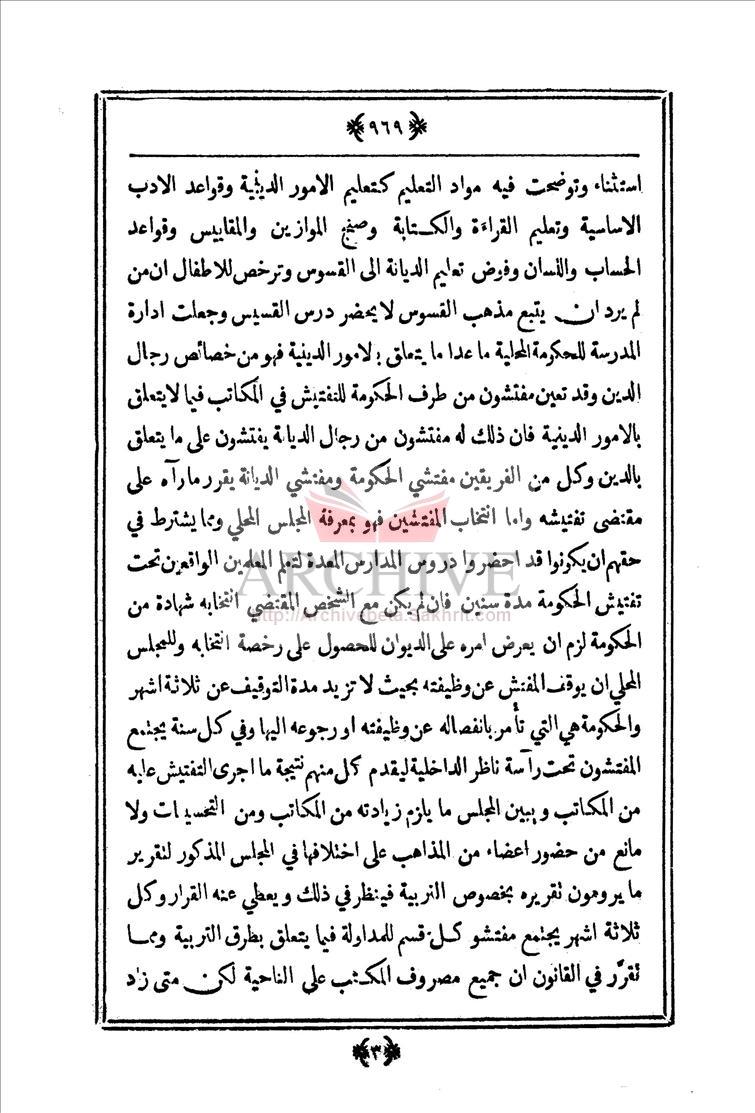 ﴿٩٦٩﴾
استثناء وتوضحت فيه مواد التعليم كتعليم الامور الدينية وقواعد الادب
الاساسية وتعليم القراءة والكتابة وصنج الموازين والمقاييس وقواعد
الحساب واللسان وفوض تعليم الديانة الى القسوس وترخص للاطفال ان من
لم يرد ان يتبع مذهب القسوس لا يحضر درس القسيس وجعلت ادارة
المدرسة للحكومة المحلية ما عدا ما يتعلق بالامور الدينية فهو من خصائص رجال
الدين وقد تعين مفتشون من طرف الحكومة للتفتيش في المكاتب فيما لا يتعلق
بالامور الدينية فان ذلك له مفتشون من رجال الديانة يفتشون على ما يتعلق
بالدين وكل من الفريقين مفتشي الحكومة ومفتشي الديانة يقرر ما رآه على
مقتضى تفتيشه واما انتخاب المفتشين فهو بمعرفة المجلس المحلي ومما يشترط في
حقهم ان يكونوا قد احضروا دروس المدارس المعدة لتعلم المعلمين الواقعين تحت
تفتيش الحكومة مدة سنين فان لم يكن مع الشخص المقتضي انتخابه شهادة من
الحكومة لزم ان يعرض امره على الديوان للحصول على رخصة انتخابه وللمجلس
المحلي ان يوقف المفتش عن وظيفته بحيث لا تزيد مدة التوقيف عن ثلاثة اشهر
والحكومة هي التي تأمر بانفصاله عن وظيفته او رجوعه اليها وفي كل سنة يجتمع
المفتشون تحت رآسة ناظر الداخلية ليقدم كل منهم نتيجة ما اجرى التفتيش عليه
من المكاتب ويبين المجلس ما يلزم زيادته من المكاتب ومن التحسينات ولا
مانع من حضور اعضاء من المذاهب على اختلافها في المجلس المذكور لتقرير
ما يرومون تقريره بخصوص التربية فينظر في ذلك ويعطي عنه القرار وكل
ثلاثة اشهر يجتمع مفتشو كل قسم للمداولة فيما يتعلق بطرق التربية ومما
تقرّر في القانون ان جميع مصروف المكتب على الناحية لكن متى زاد
﴿٣﴾
ARCHIVE
http://Archivebeta.Sakhrit.com